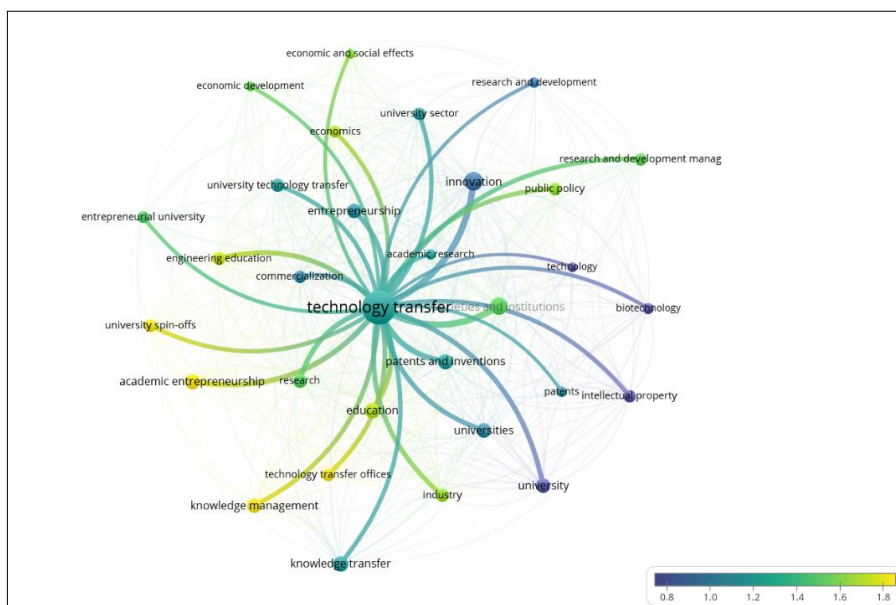 economic and social effects
economic development
research and development
university sector
economics
research and development manag
university technology transfer
innovation
public policy
entrepreneurship
entrepreneurial university
academic research
engineering education
technology
commercialization
technology transfer
eties and institutions
biotechnology
university spin-offs
patents and inventions
academic entrepreneurship
research
patents
intellectual property
education
universities
technology transfer offices
university
industry
knowledge management
knowledge transfer
0.8 1.0 1.2 1.4 1.6 1.8